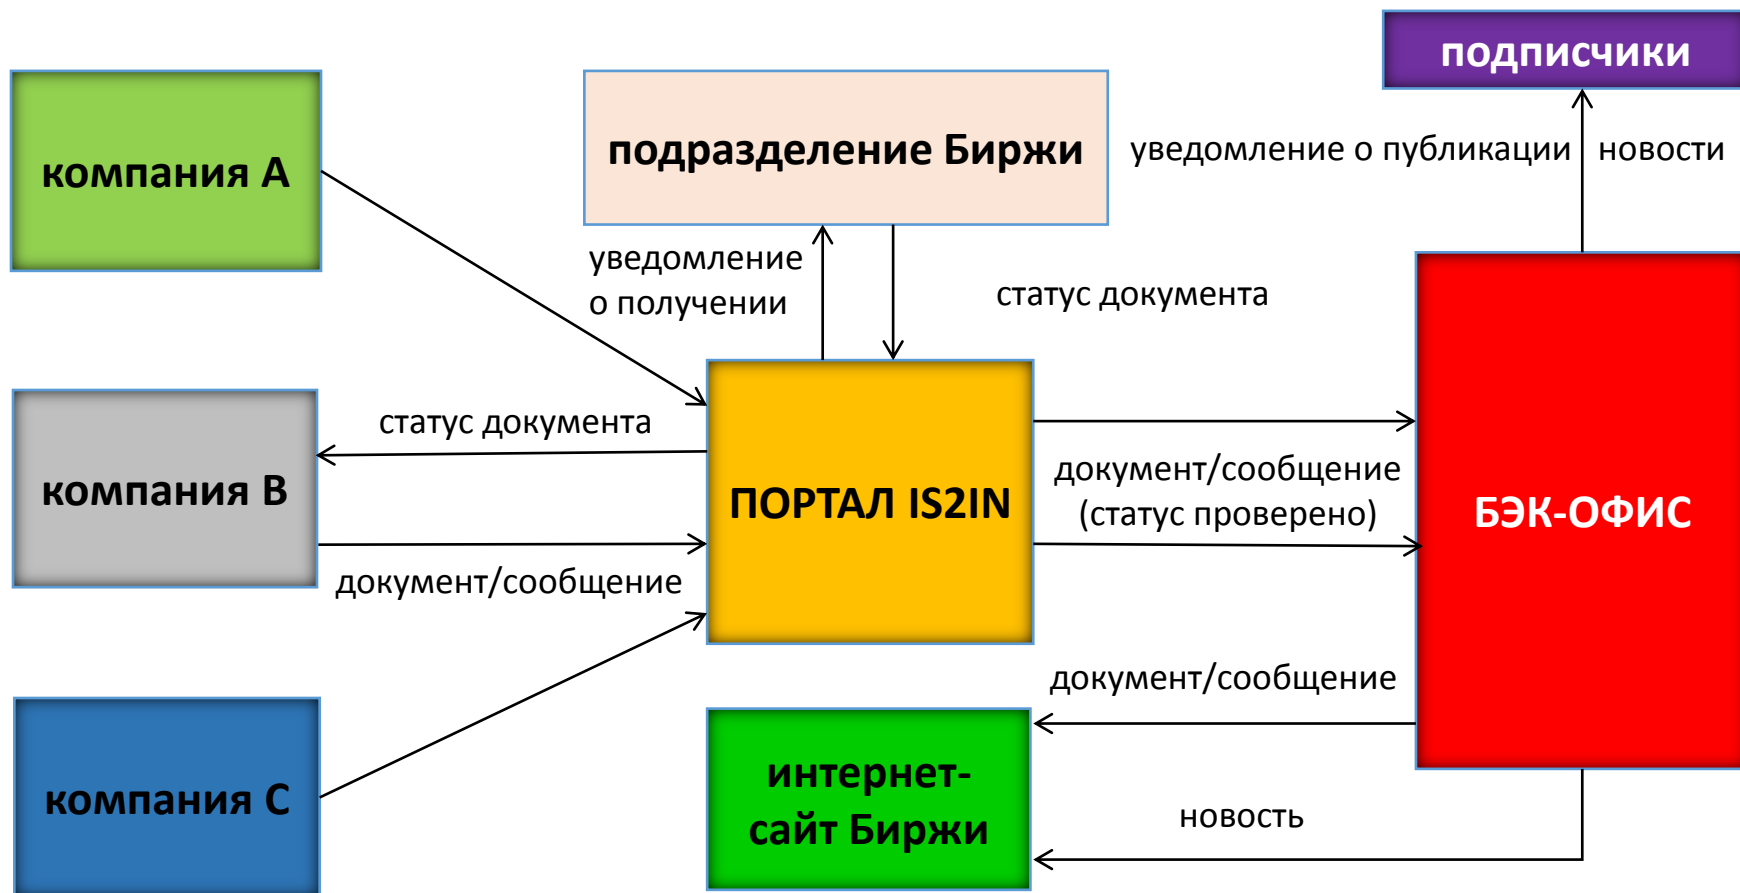 подписчики
компания А
подразделение Биржи
уведомление о публикации новости
уведомление
о получении
статус документа
статус документа
компания В
ПОРТАЛ IS2IN
документ/сообщение
(статус проверено)
БЭК-ОФИС
документ/сообщение
документ/сообщение
компания С
интернет-
сайт Биржи
новость